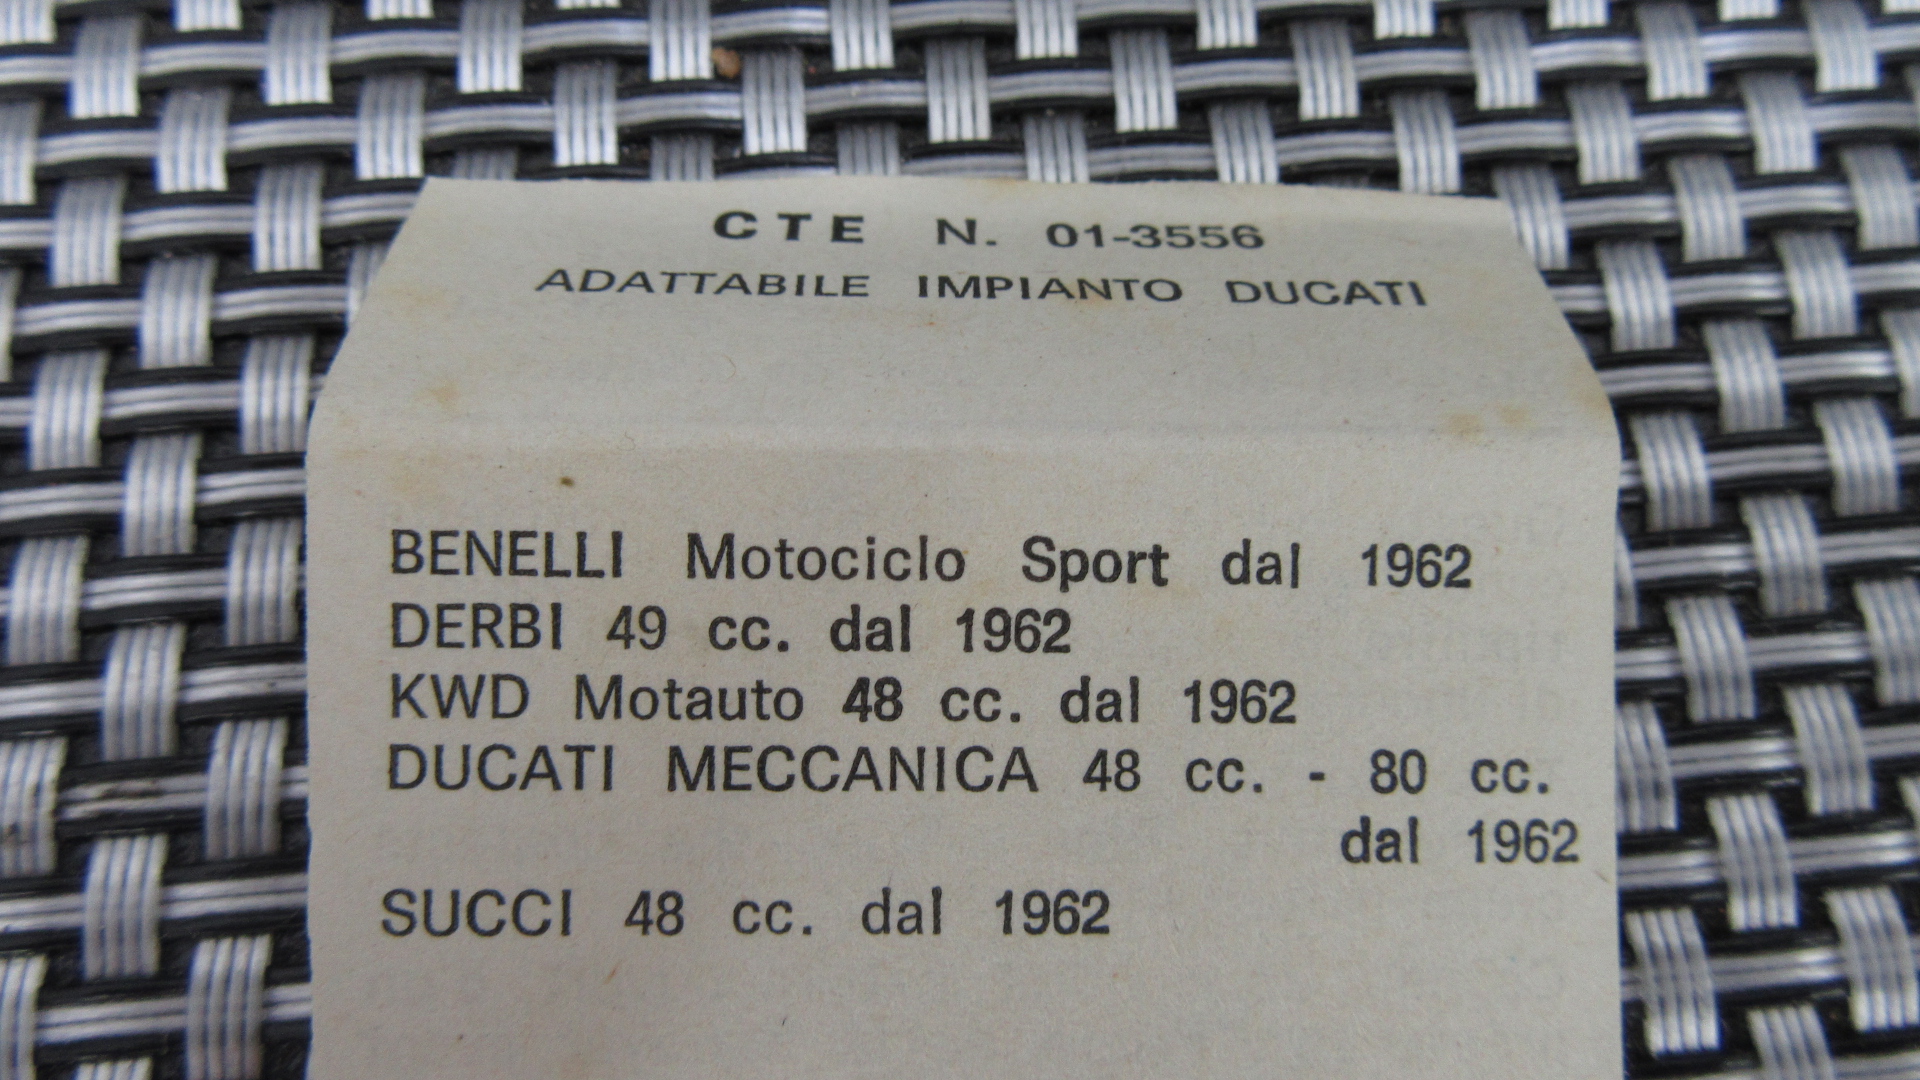 CTE N. 01-3556
ADATTABILE IMPIANTO DUCATI
BENELLI Motociclo Sport dal 1962
DERBI 49 cc. dal 1962
KWD Motauto 48 cc. dal 1962
DUCATI MECCANICA 48 cc. - 80 cc.
dal 1962
SUCCI 48 cc. dal 1962